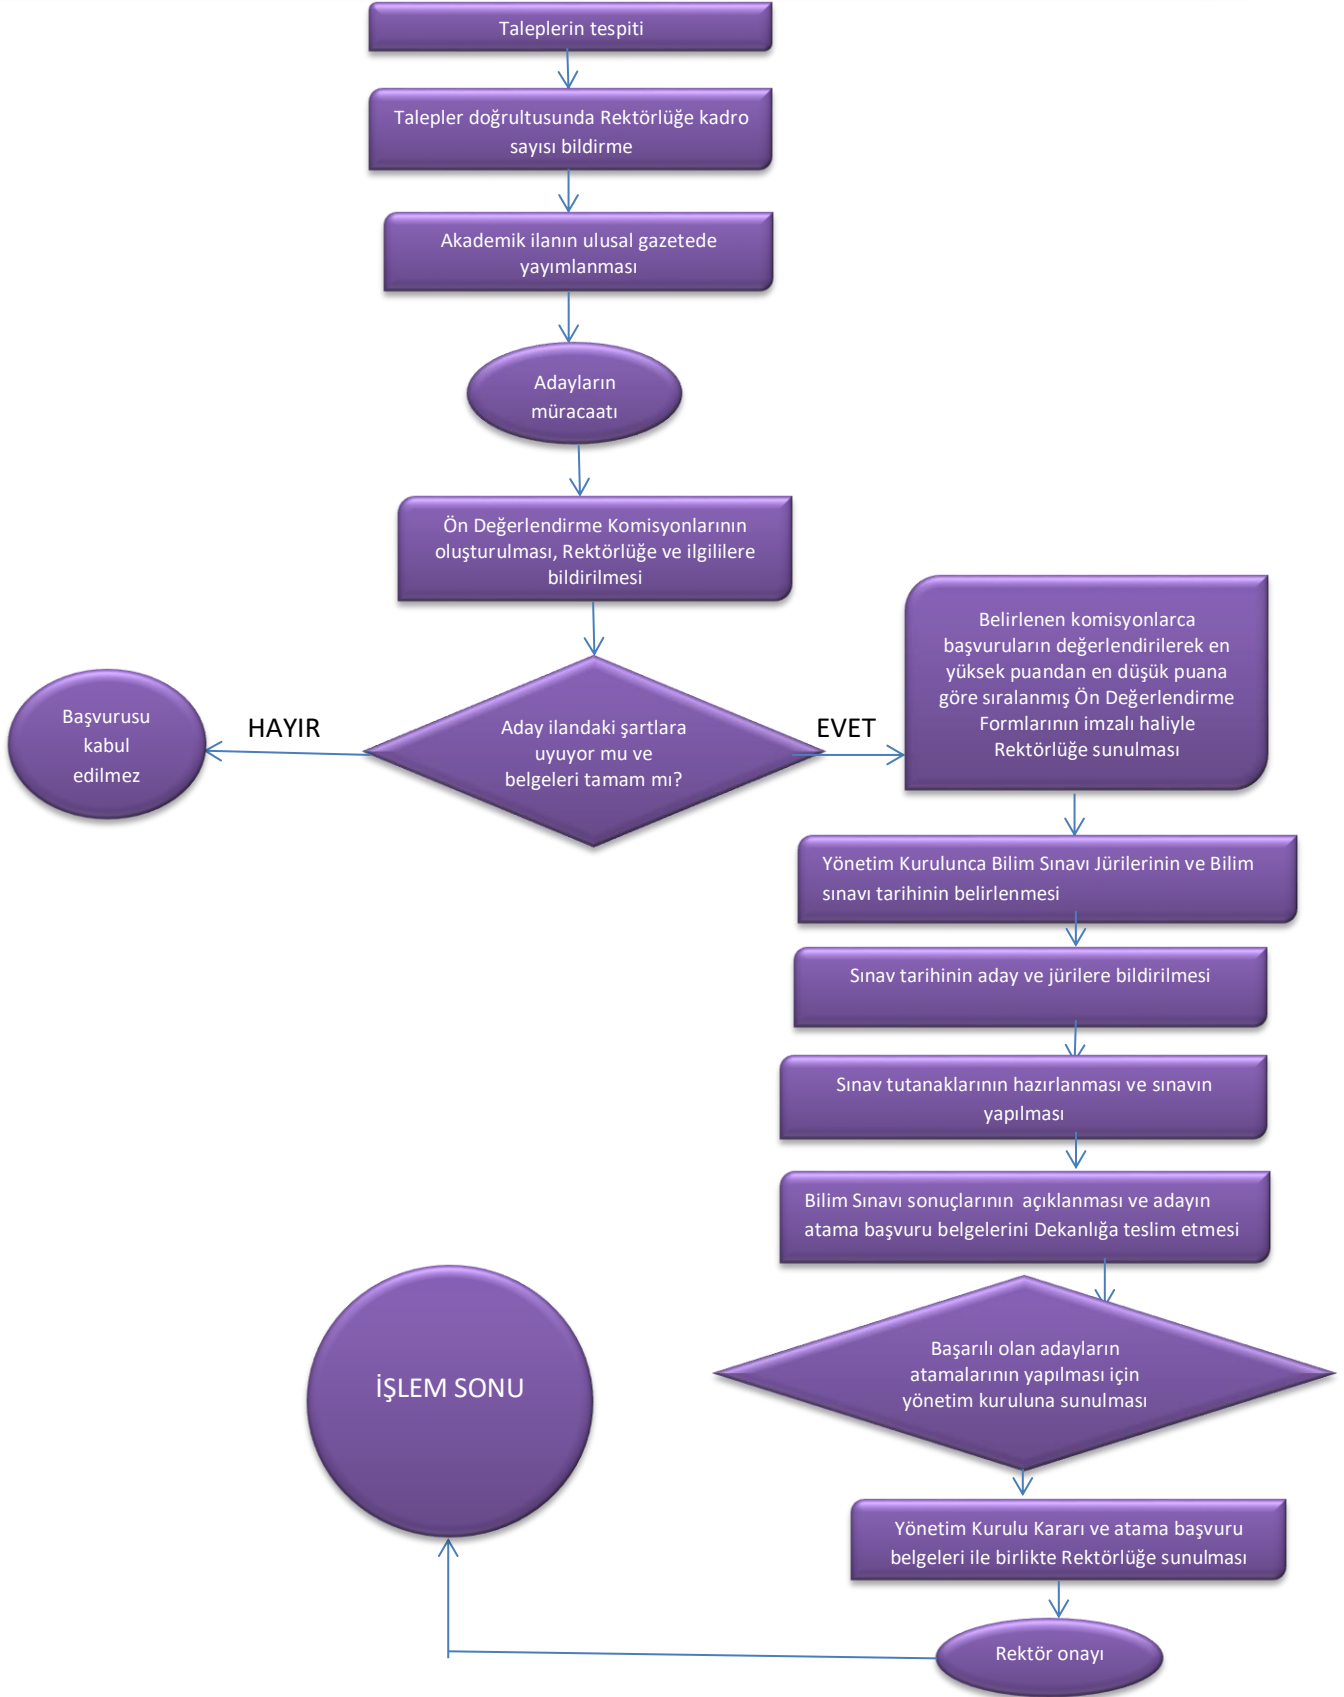 Taleplerin tespiti
Talepler doğrultusunda Rektörlüğe kadro
sayısı bildirme
Akademik ilanın ulusal gazetede
yayımlanması
Adayların
müracaatı
Ön Değerlendirme Komisyonlarının
oluşturulması, Rektörlüğe ve ilgililere
bildirilmesi
Aday ilandaki şartlara
uyuyor mu ve
belgeleri tamam mı?
HAYIR
Başvurusu
kabul
edilmez
EVET
Belirlenen komisyonlarca
başvuruların değerlendirilerek en
yüksek puandan en düşük puana
göre sıralanmış Ön Değerlendirme
Formlarının imzalı haliyle
Rektörlüğe sunulması
Yönetim Kurulunca Bilim Sınavı Jürilerinin ve Bilim
sınavı tarihinin belirlenmesi
Sınav tarihinin aday ve jürilere bildirilmesi
Sınav tutanaklarının hazırlanması ve sınavın
yapılması
Bilim Sınavı sonuçlarının  açıklanması ve adayın
atama başvuru belgelerini Dekanlığa teslim etmesi
Başarılı olan adayların
atamalarının yapılması için
yönetim kuruluna sunulması
Yönetim Kurulu Kararı ve atama başvuru
belgeleri ile birlikte Rektörlüğe sunulması
Rektör onayı
İŞLEM SONU